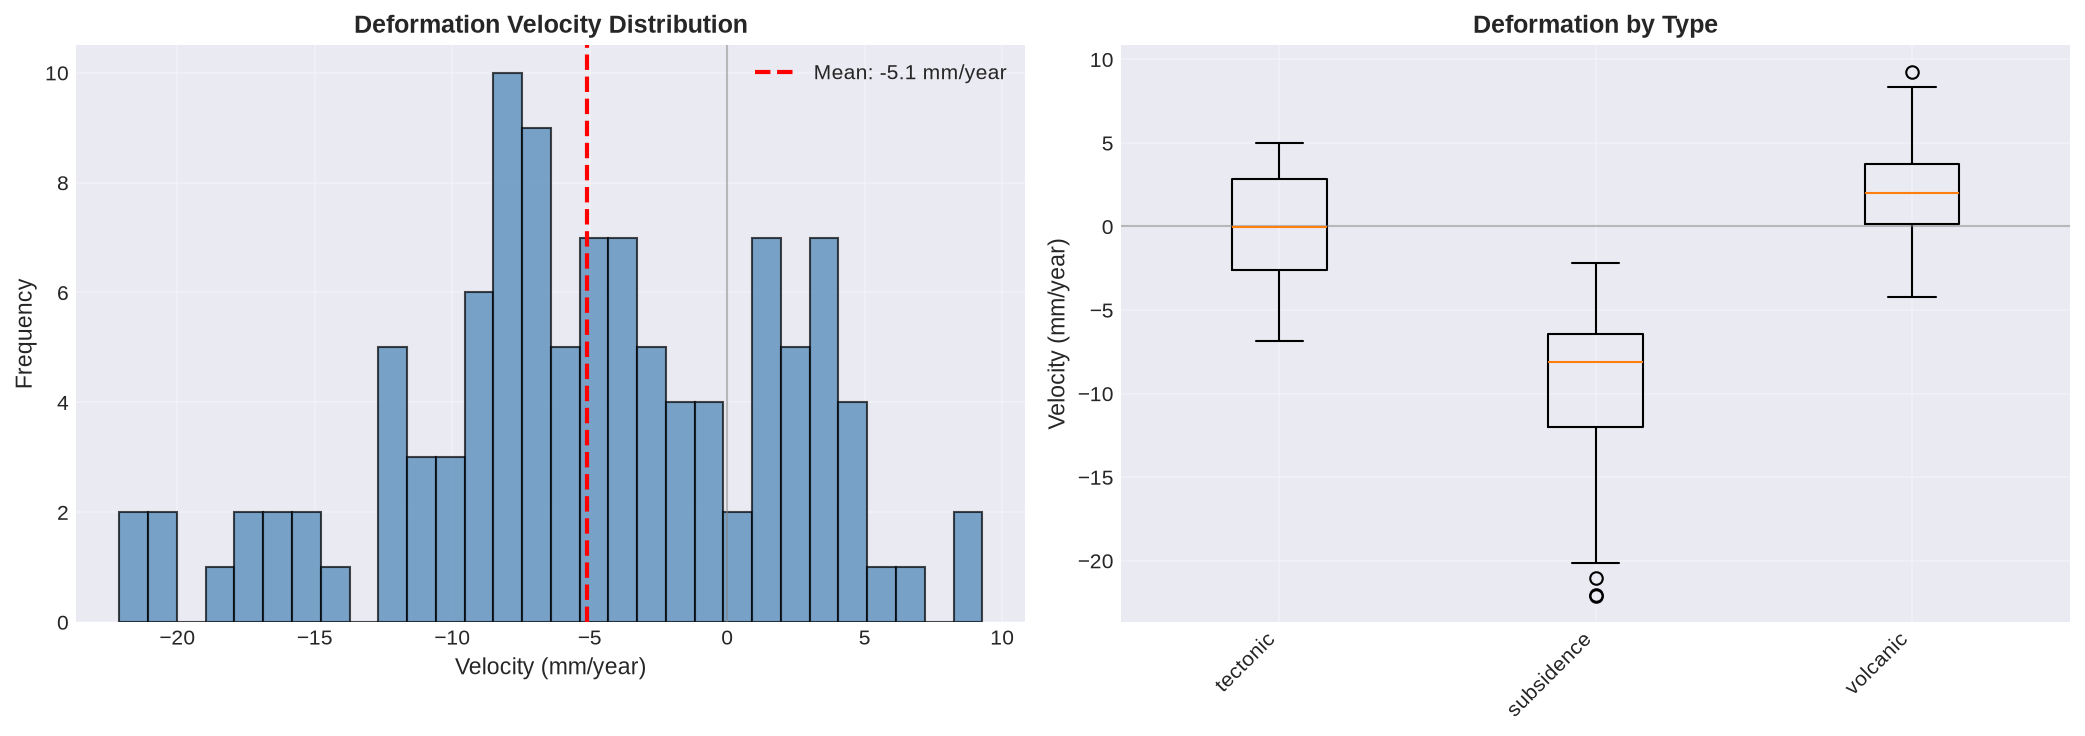 Deformation Velocity Distribution
Mean: -5.1 mm/year
Frequency
10
8
6
4
2
0
−20
−15
−10
−5
0
5
10
Velocity (mm/year)
Deformation by Type
Velocity (mm/year)
10
5
0
−5
−10
−15
−20
tectonic
subsidence
volcanic